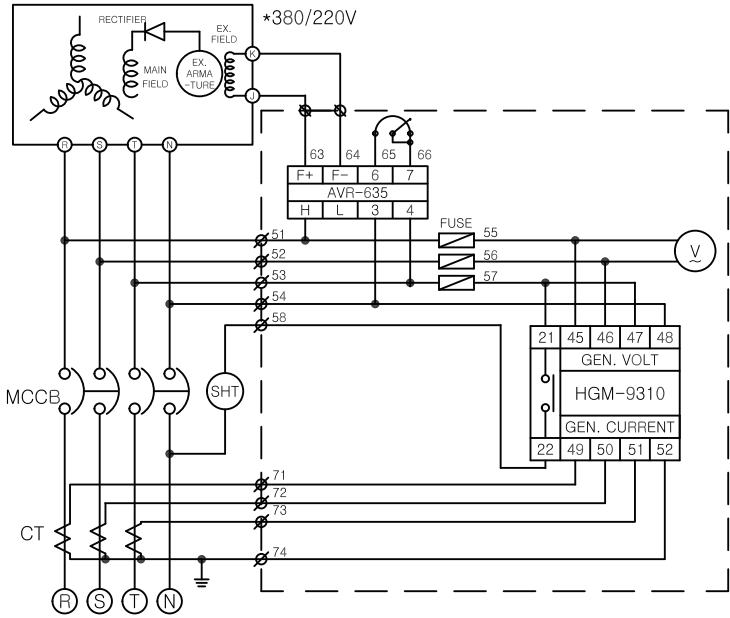 *380/220V
RECTIFIER
EX.
FIELD
MAIN
FIELD
EX.
ARMA
-TURE
K
J
R S T N
63 64 65 66
F+ F- 6 7
AVR-635
H L 3 4
51
52
53
54
58
FUSE
55
56
57
V
~
21 45 46 47 48
GEN. VOLT
HGM-9310
GEN. CURRENT
22 49 50 51 52
MCCB
SHT
71
72
73
74
CT
R S T N